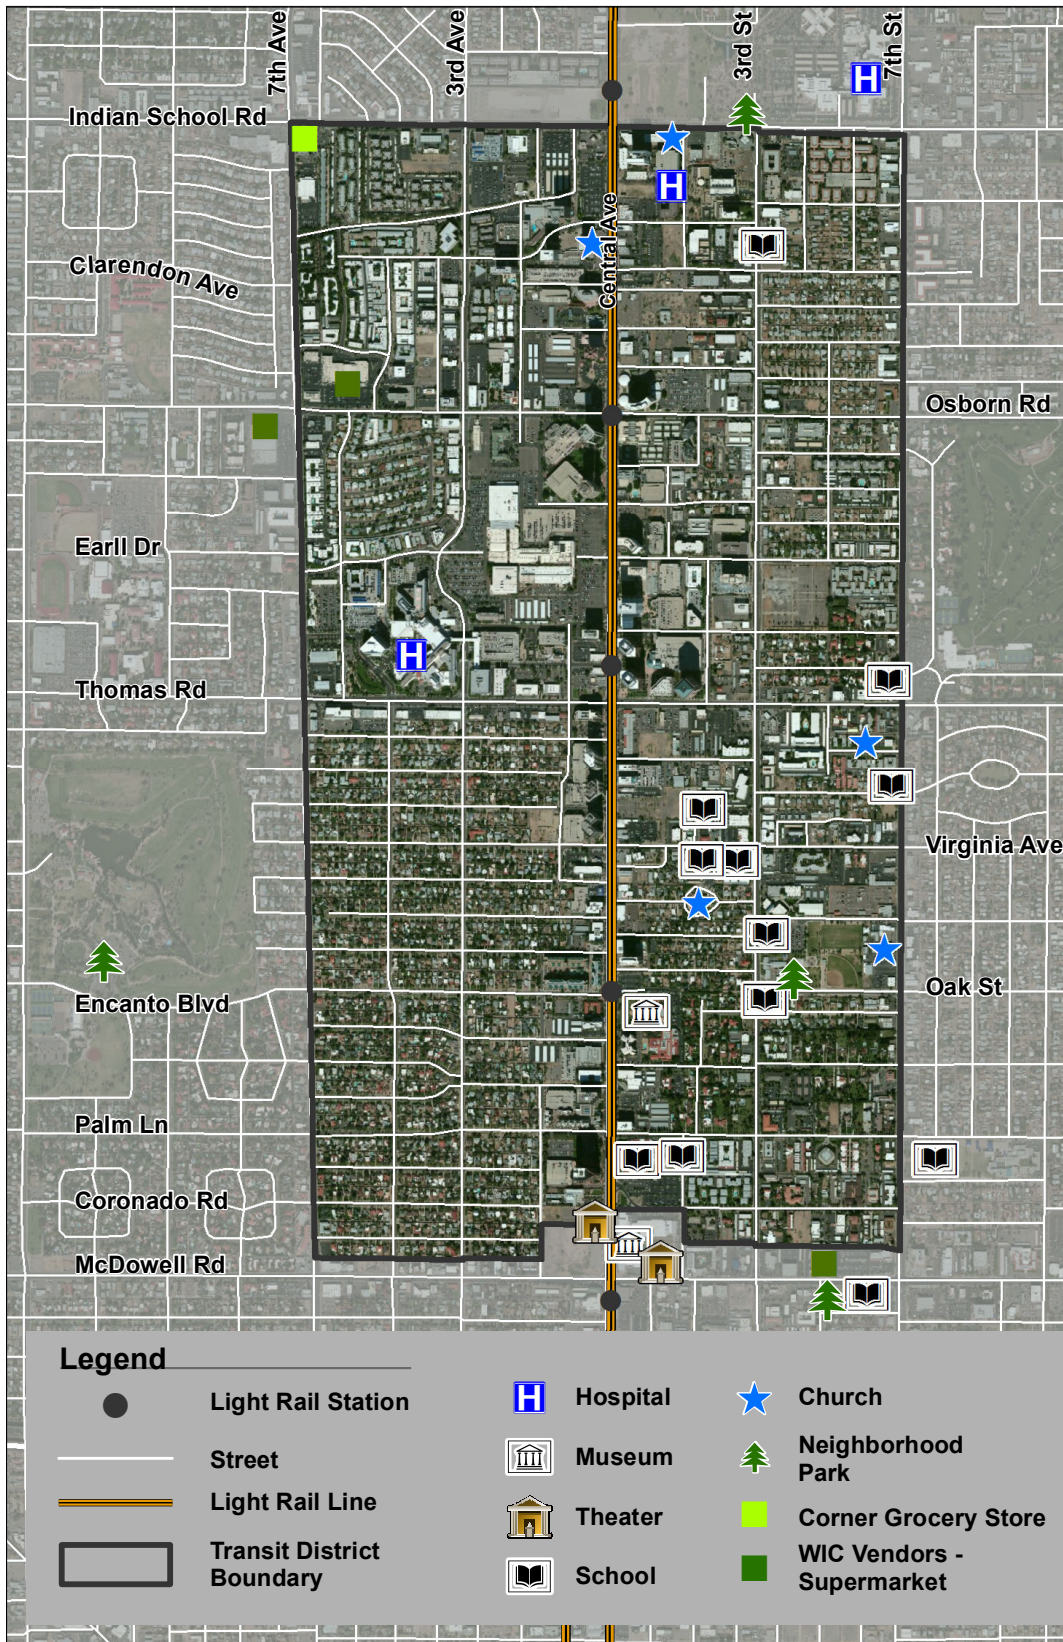 7th Ave
3rd Ave
3rd St
7th St
H
Indian School Rd
H
Central Ave
Clarendon Ave
Osborn Rd
Earll Dr
H
Thomas Rd
Virginia Ave
Encanto Blvd
Oak St
Palm Ln
Coronado Rd
McDowell Rd
Legend
Light Rail Station
Street
Light Rail Line
Transit District
Boundary
H
Hospital
Museum
Theater
School
Church
Neighborhood
Park
Corner Grocery Store
WIC Vendors -
Supermarket